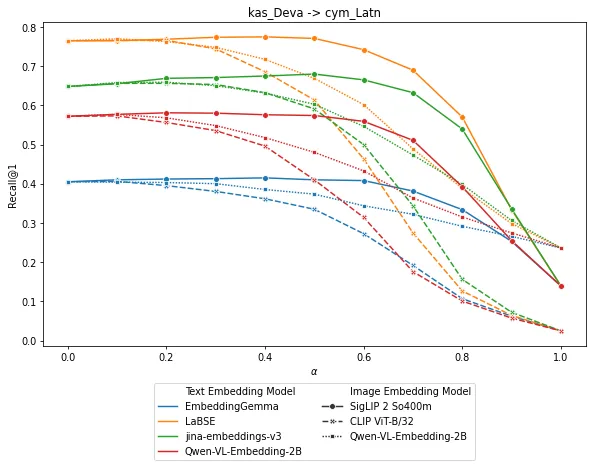 kas_Deva -> cym_Latn
Recall@1
0.8
0.7
0.6
0.5
0.4
0.3
0.2
0.1
0.0
0.0 0.2 0.4 0.6 0.8 1.0
α
Text Embedding Model
EmbeddingGemma
LaBSE
jina-embeddings-v3
Qwen-VL-Embedding-2B
Image Embedding Model
SigLIP 2 So400m
CLIP ViT-B/32
Qwen-VL-Embedding-2B